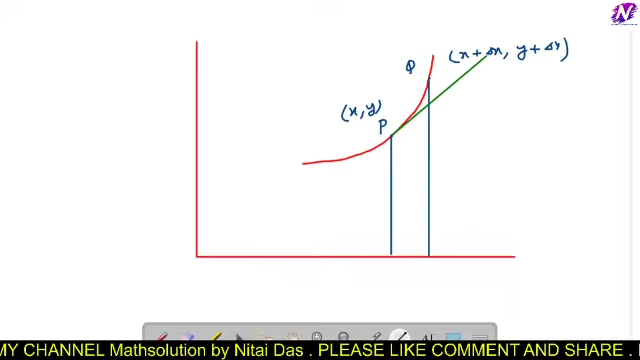 N
Q
(x+Δx, y+Δy)
(x,y)
P
MY CHANNEL Mathsolution by Nitai Das . PLEASE LIKE COMMENT AND SHARE .